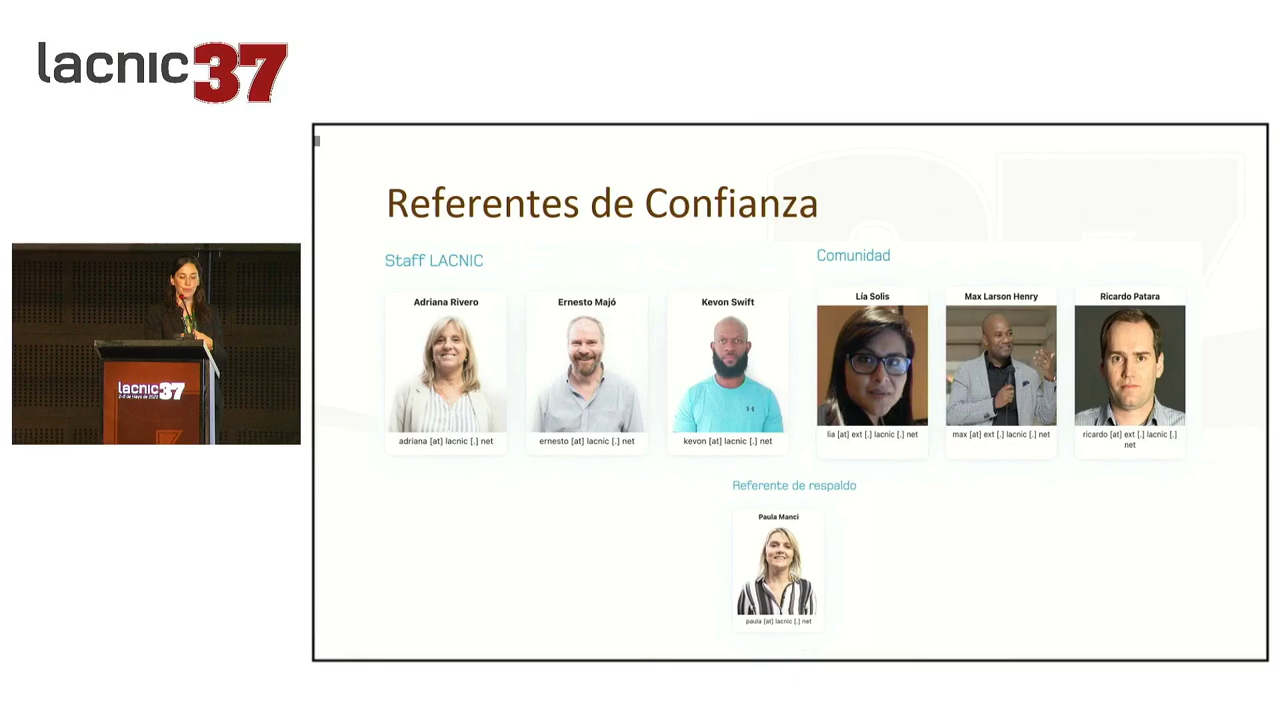 lacnic37
Referentes de Confianza
Staff LACNIC
Adriana Rivero
adriana [at] lacnic [.] net
Ernesto Majó
ernesto [at] lacnic [.] net
Kevon Swift
kevon [at] lacnic [.] net
Comunidad
Lía Solis
lia [at] ext [.] lacnic [.] net
Max Larson Henry
max [at] ext [.] lacnic [.] net
Ricardo Patara
ricardo [at] ext [.] lacnic [.]
net
Referente de respaldo
Paula Manci
paula [at] lacnic [.] net
lacnic37